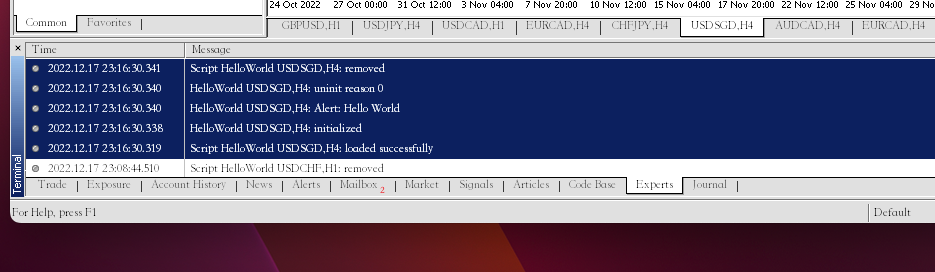 24 Oct 2022 27 Oct 00:00 31 Oct 12:00 3 Nov 04:00 7 Nov 20:00 10 Nov 12:00 15 Nov 04:00 17 Nov 20:00 22 Nov 12:00 24 Nov 04:00 29 No
Common Favorites
GBPUSD,H1 USDJPY,H4 USDCAD,H1 EURCAD,H4 CHFJPY,H4 USDSGD,H4 AUDCAD,H4 EURCAD,H4
Time Message
2022.12.17 23:16:30.341 Script HelloWorld USDSGD,H4: removed
2022.12.17 23:16:30.340 HelloWorld USDSGD,H4: uninit reason 0
2022.12.17 23:16:30.340 HelloWorld USDSGD,H4: Alert: Hello World
2022.12.17 23:16:30.338 HelloWorld USDSGD,H4: initialized
2022.12.17 23:16:30.319 Script HelloWorld USDSGD,H4: loaded successfully
2022.12.17 23:08:44.510 Script HelloWorld USDCHF,H1: removed
Terminal
Trade Exposure Account History News Alerts Mailbox 2 Market Signals Articles Code Base Experts Journal
For Help, press F1 Default